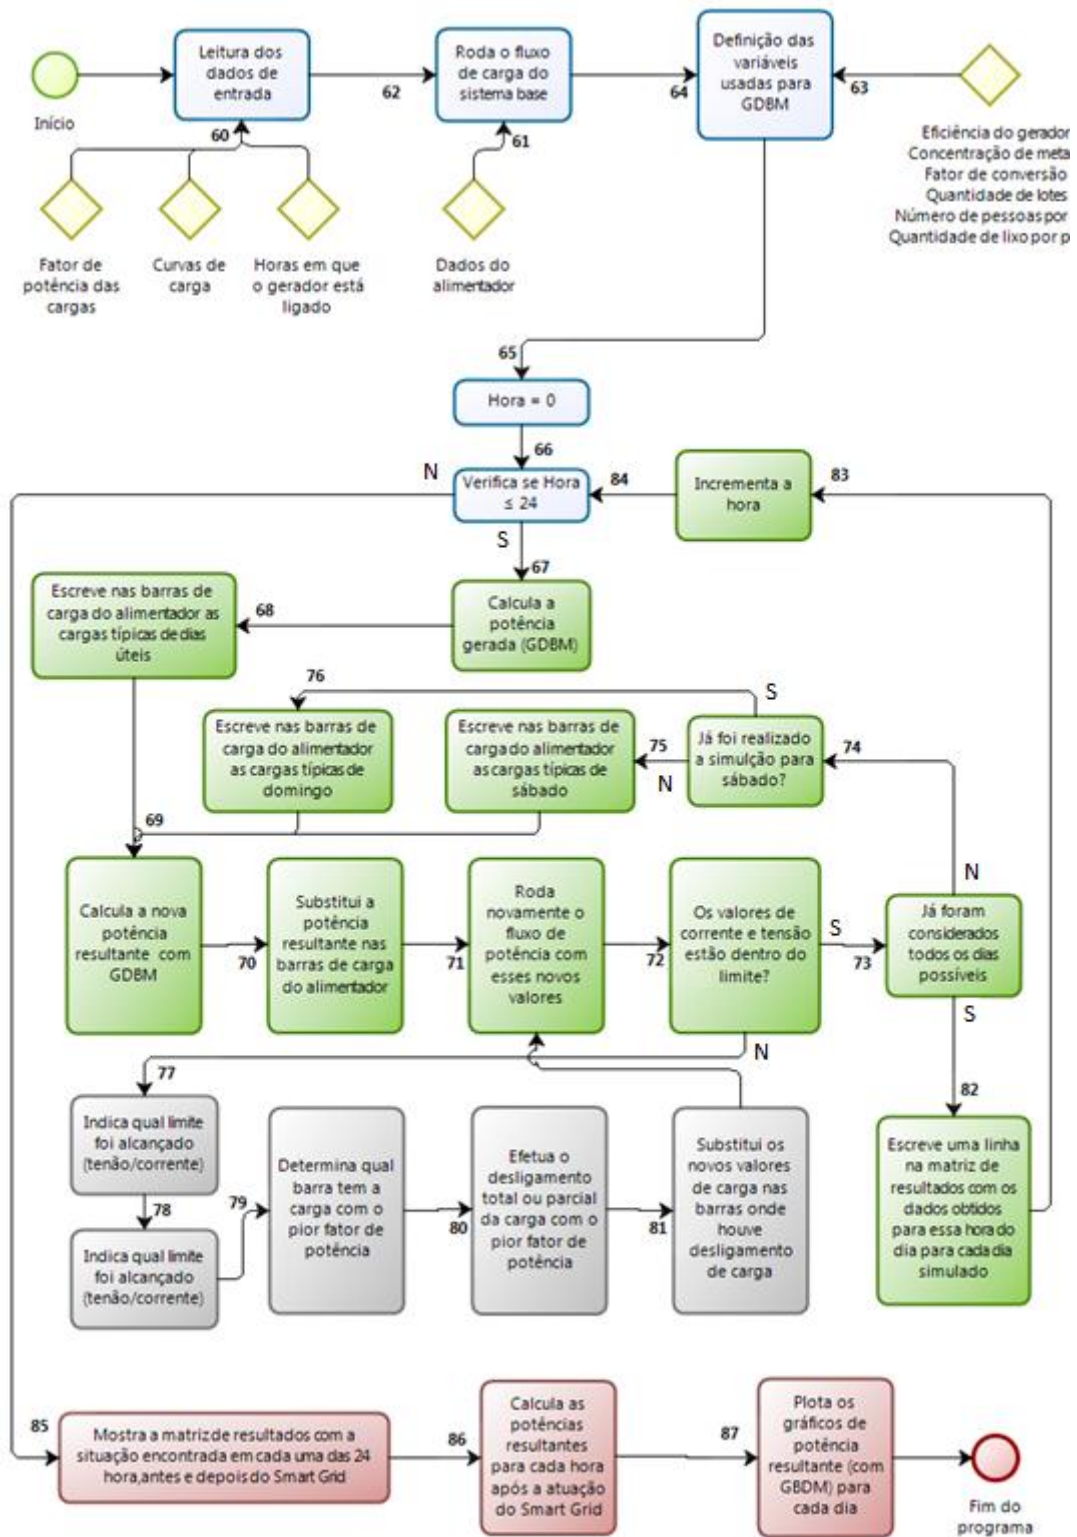 Início
Leitura dos
dados de
entrada
62
Roda o fluxo
de carga do
sistema base
64
Definição das
variáveis
usadas para
GDBM
63
60
61
Fator de
potência das
cargas
Curvas de
carga
Horas em que
o gerador está
ligado
Dados do
alimentador
Eficiência do gerador
Concentração de meta
Fator de conversão
Quantidade de lotes
Número de pessoas por
Quantidade de lixo por p
65
Hora = 0
66
N
Verifica se Hora
≤ 24
84
Incrementa a
hora
83
S
67
Calcula a
potência
gerada (GDBM)
68
Escreve nas barras de
carga do alimentador as
cargas típicas de dias
úteis
76
S
Escreve nas barras de
carga do alimentador
as cargas típicas de
domingo
Escreve nas barras de
carga do alimentador
as cargas típicas de
sábado
75
N
Já foi realizado
a simulção para
sábado?
74
69
N
Calcula a nova
potência
resultante com
GDBM
70
Substitui a
potência
resultante nas
barras de carga
do alimentador
71
Roda
novamente o
fluxo de
potência com
esses novos
valores
72
Os valores de
corrente e tensão
estão dentro do
limite?
S
73
Já foram
considerados
todos os dias
possíveis
N
S
77
82
Indica qual limite
foi alcançado
(tenão/corrente)
78
Indica qual limite
foi alcançado
(tenão/corrente)
79
Determina qual
barra tem a
carga com o
pior fator de
potência
80
Efetua o
desligamento
total ou parcial
da carga com o
pior fator de
potência
81
Substitui os
novos valores
de carga nas
barras onde
houve
desligamento
de carga
Escreve uma linha
na matriz de
resultados com os
dados obtidos
para essa hora do
dia para cada dia
simulado
85
Mostra a matriz de resultados com a
situação encontrada em cada uma das 24
hora,antes e depois do Smart Grid
86
Calcula as
potências
resultantes
para cada hora
após a atuação
do Smart Grid
87
Plota os
gráficos de
potência
resultante (com
GBDM) para
cada dia
Fim do
programa